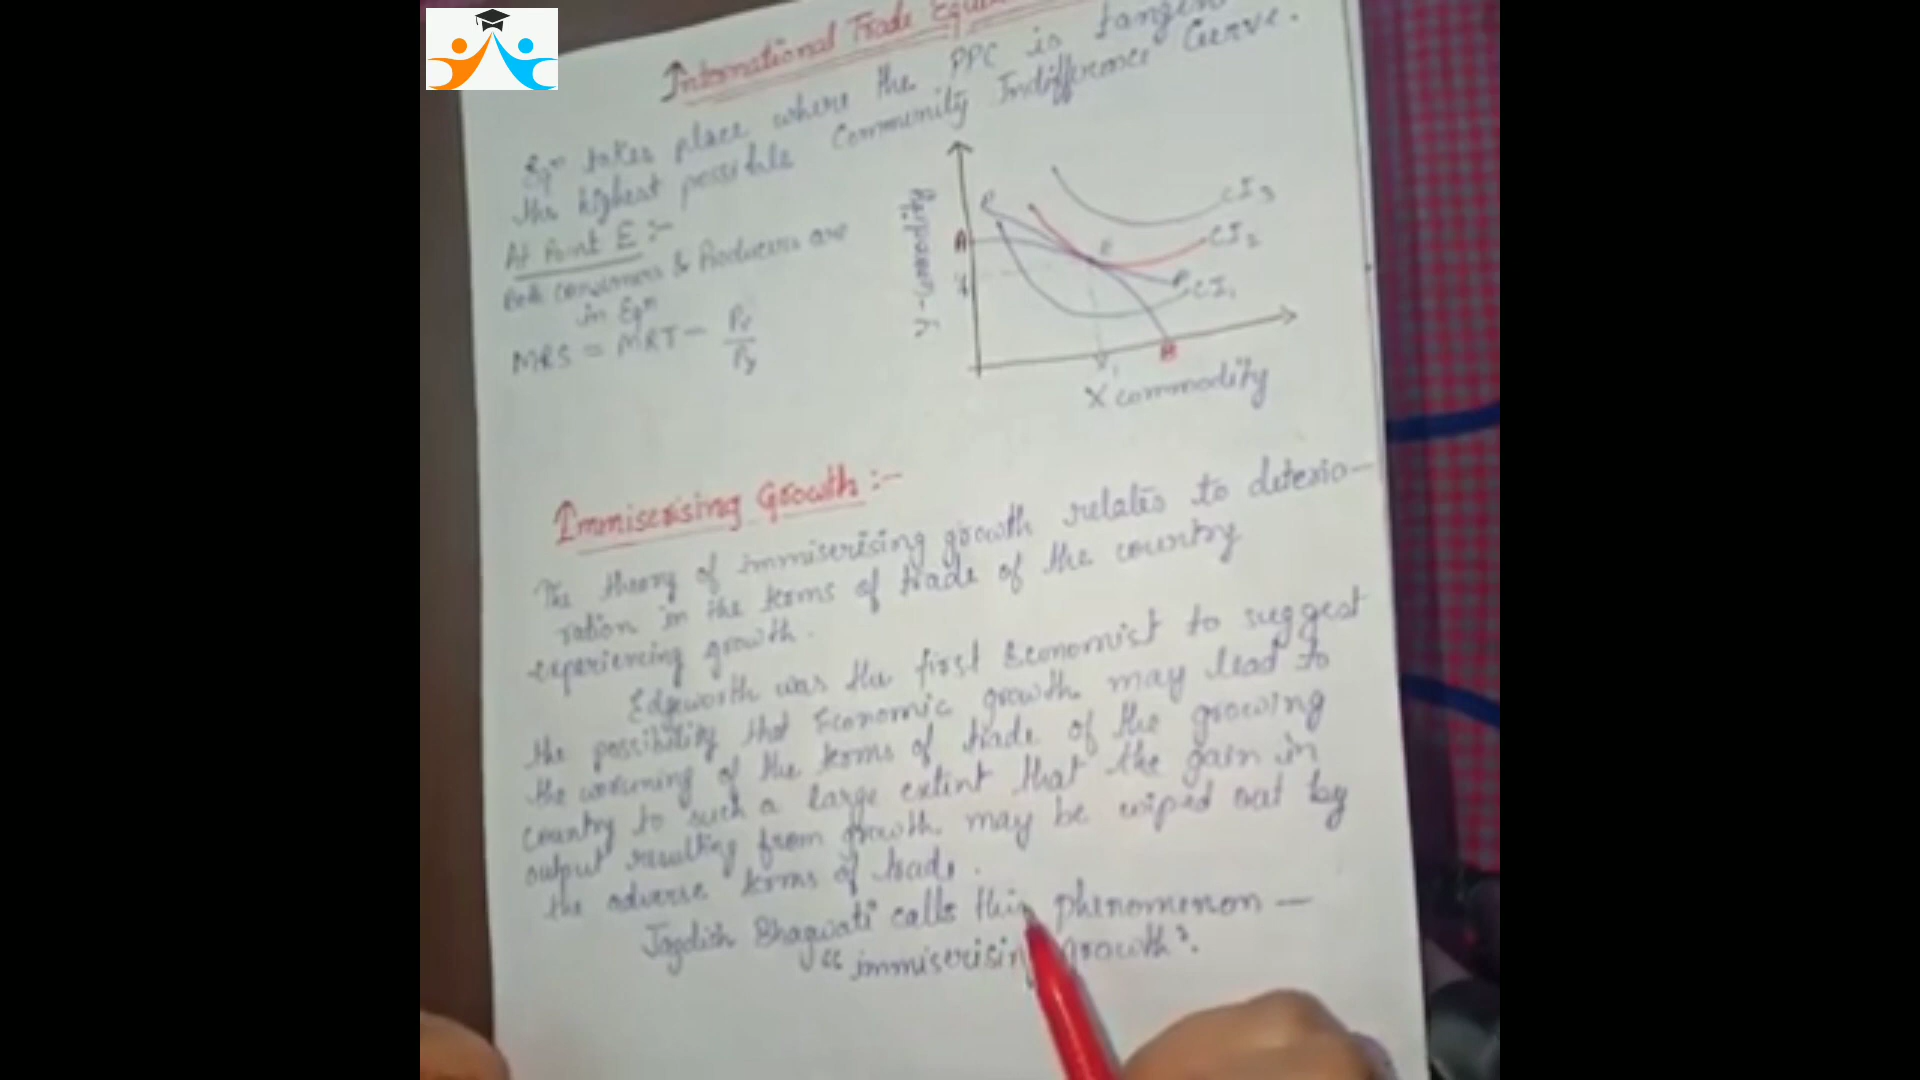 International Trade
Eqm takes place where the PPC is tangen
the highest possible Community Indifference Curve.
At Point E :-
Both consumers & Producers are
in Eqm
MRS = MRT -
Py
CI3
CI2
CI1
P
A
E
P
B
X commodity
Immiserising Growth :-
The theory of immiserising growth relates to deterio-
ration in the terms of trade of the country
experiencing growth.
Edgeworth was the first Economist to suggest
the possibility that Economic growth may lead to
the worsening of the terms of trade of the growing
country to such a large extent that the gain in
output resulting from growth may be wiped out by
the adverse terms of trade.
Jagdish Bhagwati calls this phenomenon -
"immiserising growth".